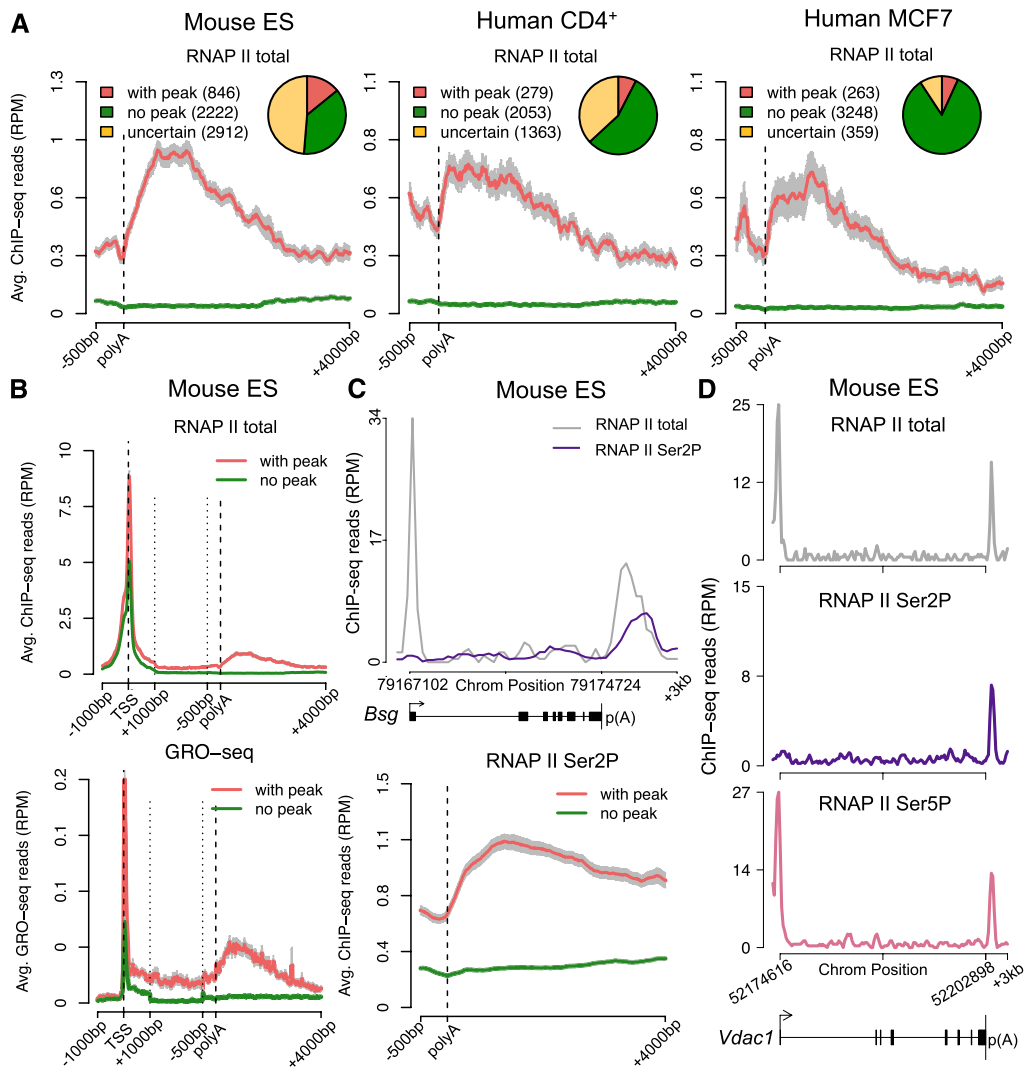 A
Mouse ES
Human CD4+
Human MCF7
RNAP II total
RNAP II total
RNAP II total
Avg. ChIP−seq reads (RPM)
1.3
1
0.6
0.3
0
with peak (846)
no peak (2222)
uncertain (2912)
-500bp
polyA
+4000bp
1.1
0.8
0.6
0.3
0
with peak (279)
no peak (2053)
uncertain (1363)
-500bp
polyA
+4000bp
1.1
0.8
0.6
0.3
0
with peak (263)
no peak (3248)
uncertain (359)
-500bp
polyA
+4000bp
B
Mouse ES
RNAP II total
Avg. ChIP−seq reads (RPM)
10
7.5
5
2.5
0
with peak
no peak
-1000bp
TSS
+1000bp
-500bp
polyA
+4000bp
GRO−seq
Avg. GRO−seq reads (RPM)
0.2
0.1
0.1
0
0
with peak
no peak
-1000bp
TSS
+1000bp
-500bp
polyA
+4000bp
C
Mouse ES
ChIP-seq reads (RPM)
34
17
0
RNAP II total
RNAP II Ser2P
79167102 Chrom Position 79174724
+3kb
Bsg
p(A)
RNAP II Ser2P
Avg. ChIP−seq reads (RPM)
1.5
1.1
0.8
0.4
0
with peak
no peak
-500bp
polyA
+4000bp
D
Mouse ES
RNAP II total
25
12
0
ChIP−seq reads (RPM)
RNAP II Ser2P
15
8
0
RNAP II Ser5P
27
14
0
52174616
Chrom Position
52202898
+3kb
Vdac1
p(A)